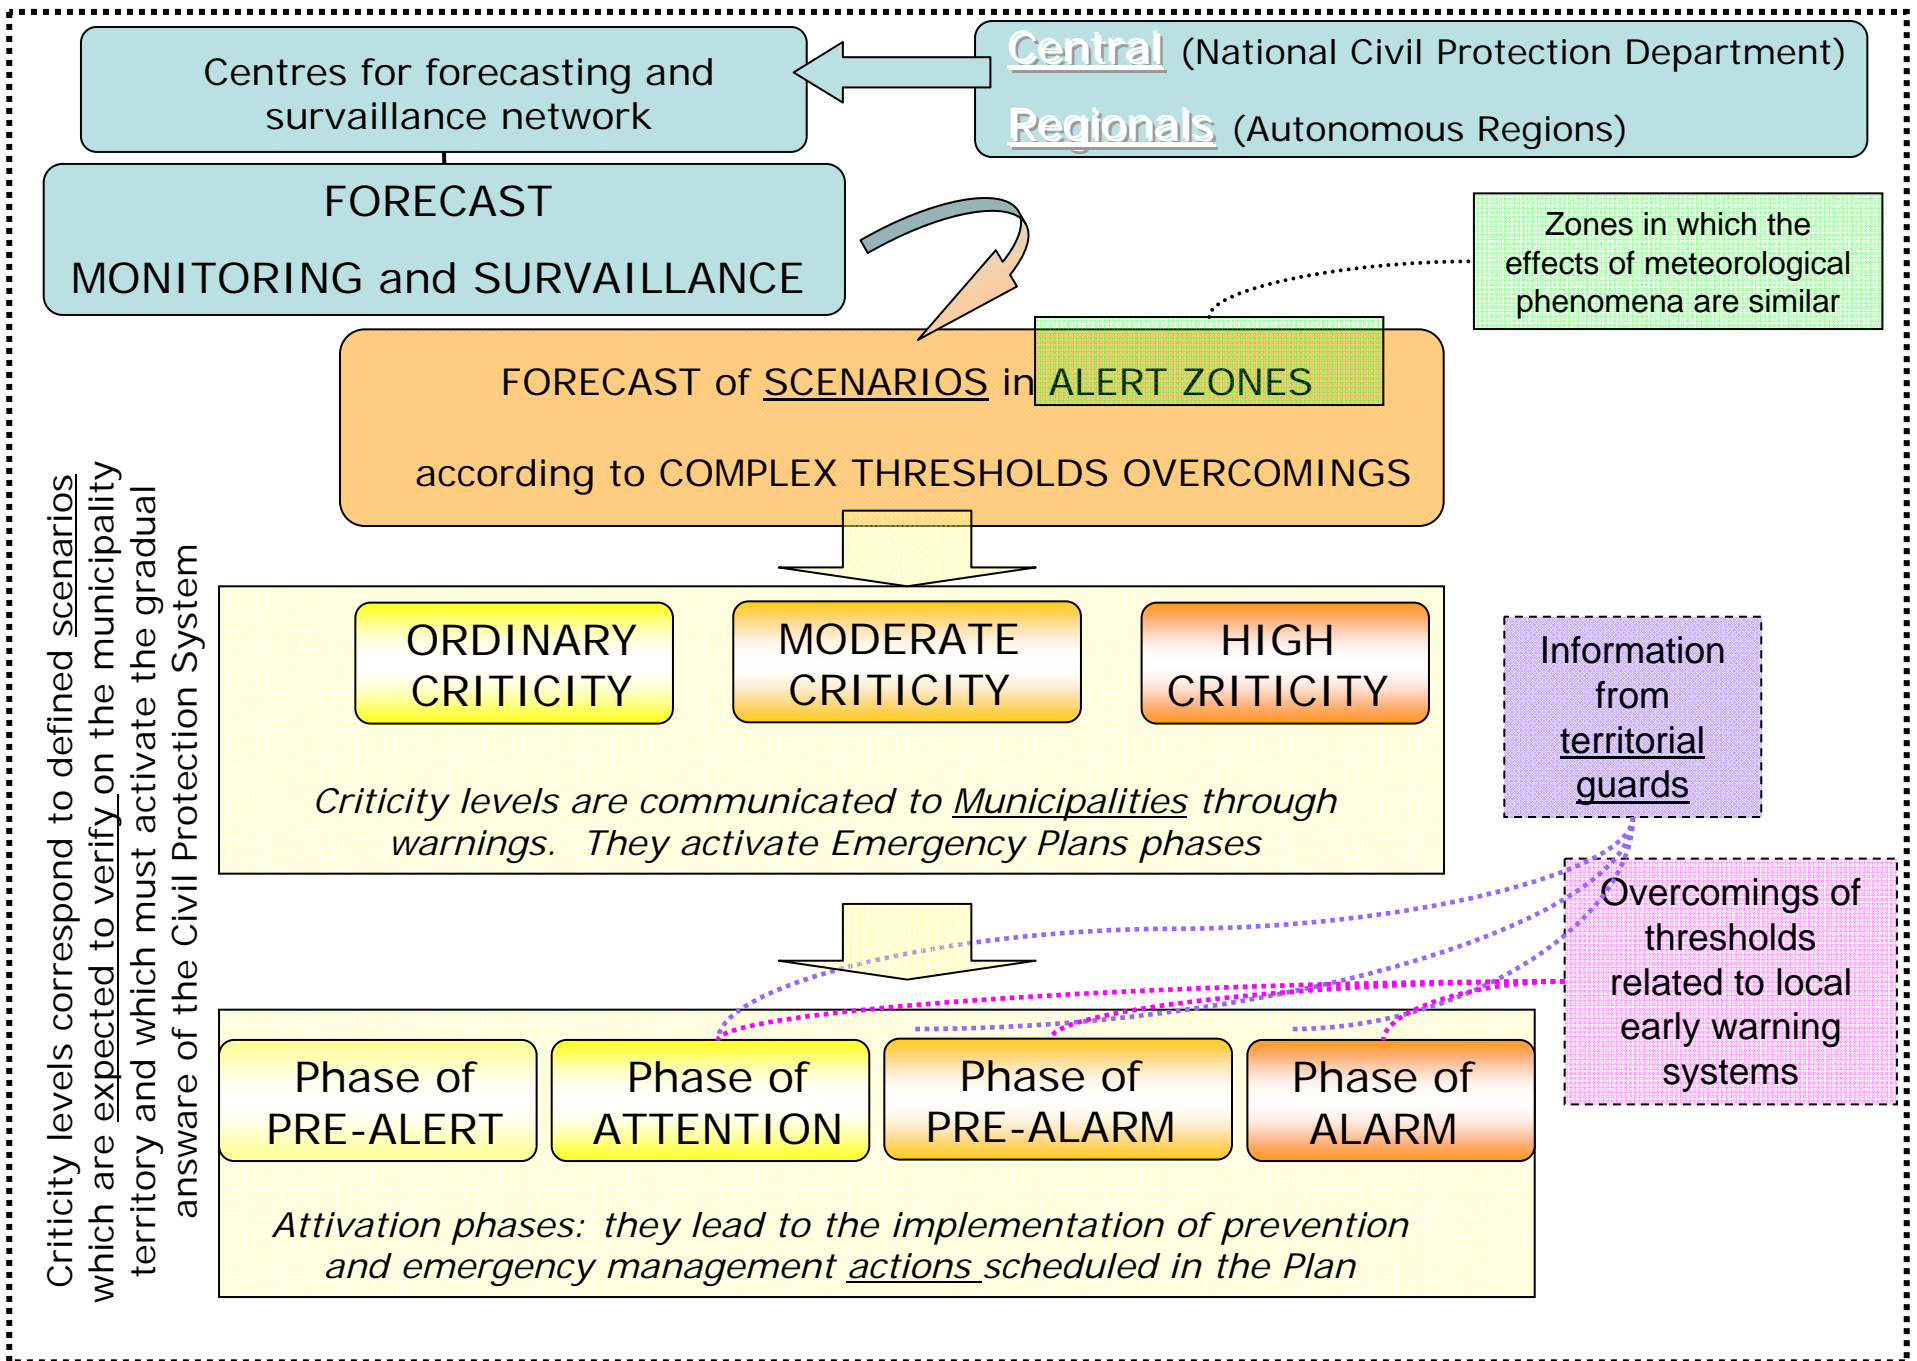 Centres for forecasting and
survaillance network
Central (National Civil Protection Department)
Regionals (Autonomous Regions)
FORECAST
MONITORING and SURVAILLANCE
Zones in which the
effects of meteorological
phenomena are similar
FORECAST of SCENARIOS in ALERT ZONES
according to COMPLEX THRESHOLDS OVERCOMINGS
Criticity levels correspond to defined scenarios
which are expected to verify on the municipality
territory and which must activate the gradual
answare of the Civil Protection System
ORDINARY
CRITICITY
MODERATE
CRITICITY
HIGH
CRITICITY
Criticity levels are communicated to Municipalities through
warnings. They activate Emergency Plans phases
Information
from
territorial
guards
Overcomings of
thresholds
related to local
early warning
systems
Phase of
PRE-ALERT
Phase of
ATTENTION
Phase of
PRE-ALARM
Phase of
ALARM
Attivation phases: they lead to the implementation of prevention
and emergency management actions scheduled in the Plan